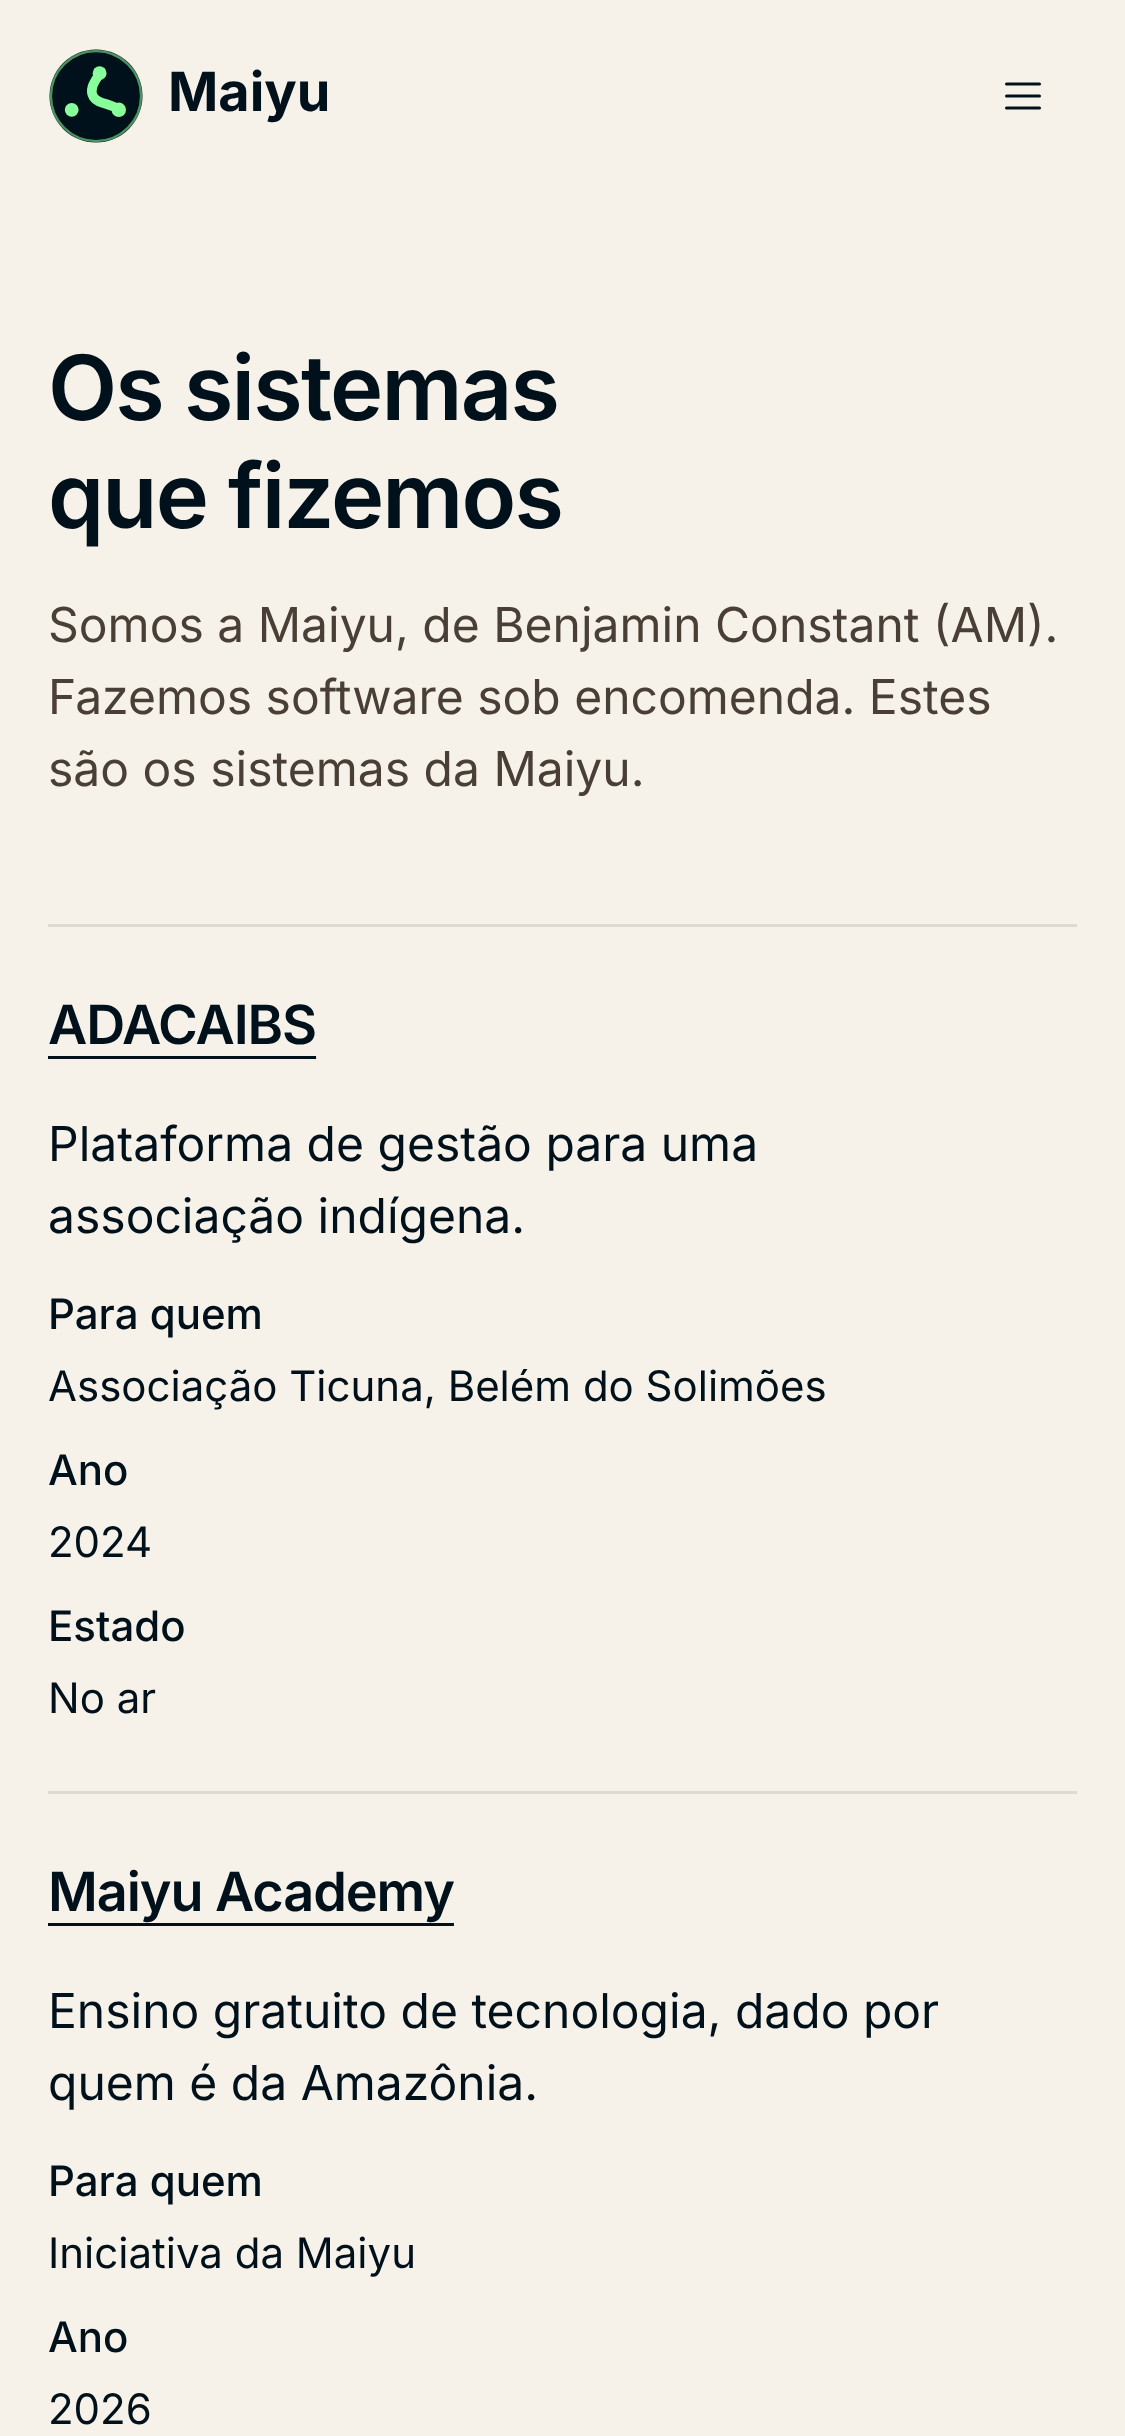 Maiyu
Os sistemas
que fizemos
Somos a Maiyu, de Benjamin Constant (AM).
Fazemos software sob encomenda. Estes
são os sistemas da Maiyu.
ADACAIBS
Plataforma de gestão para uma
associação indígena.
Para quem
Associação Ticuna, Belém do Solimões
Ano
2024
Estado
No ar
Maiyu Academy
Ensino gratuito de tecnologia, dado por
quem é da Amazônia.
Para quem
Iniciativa da Maiyu
Ano
2026